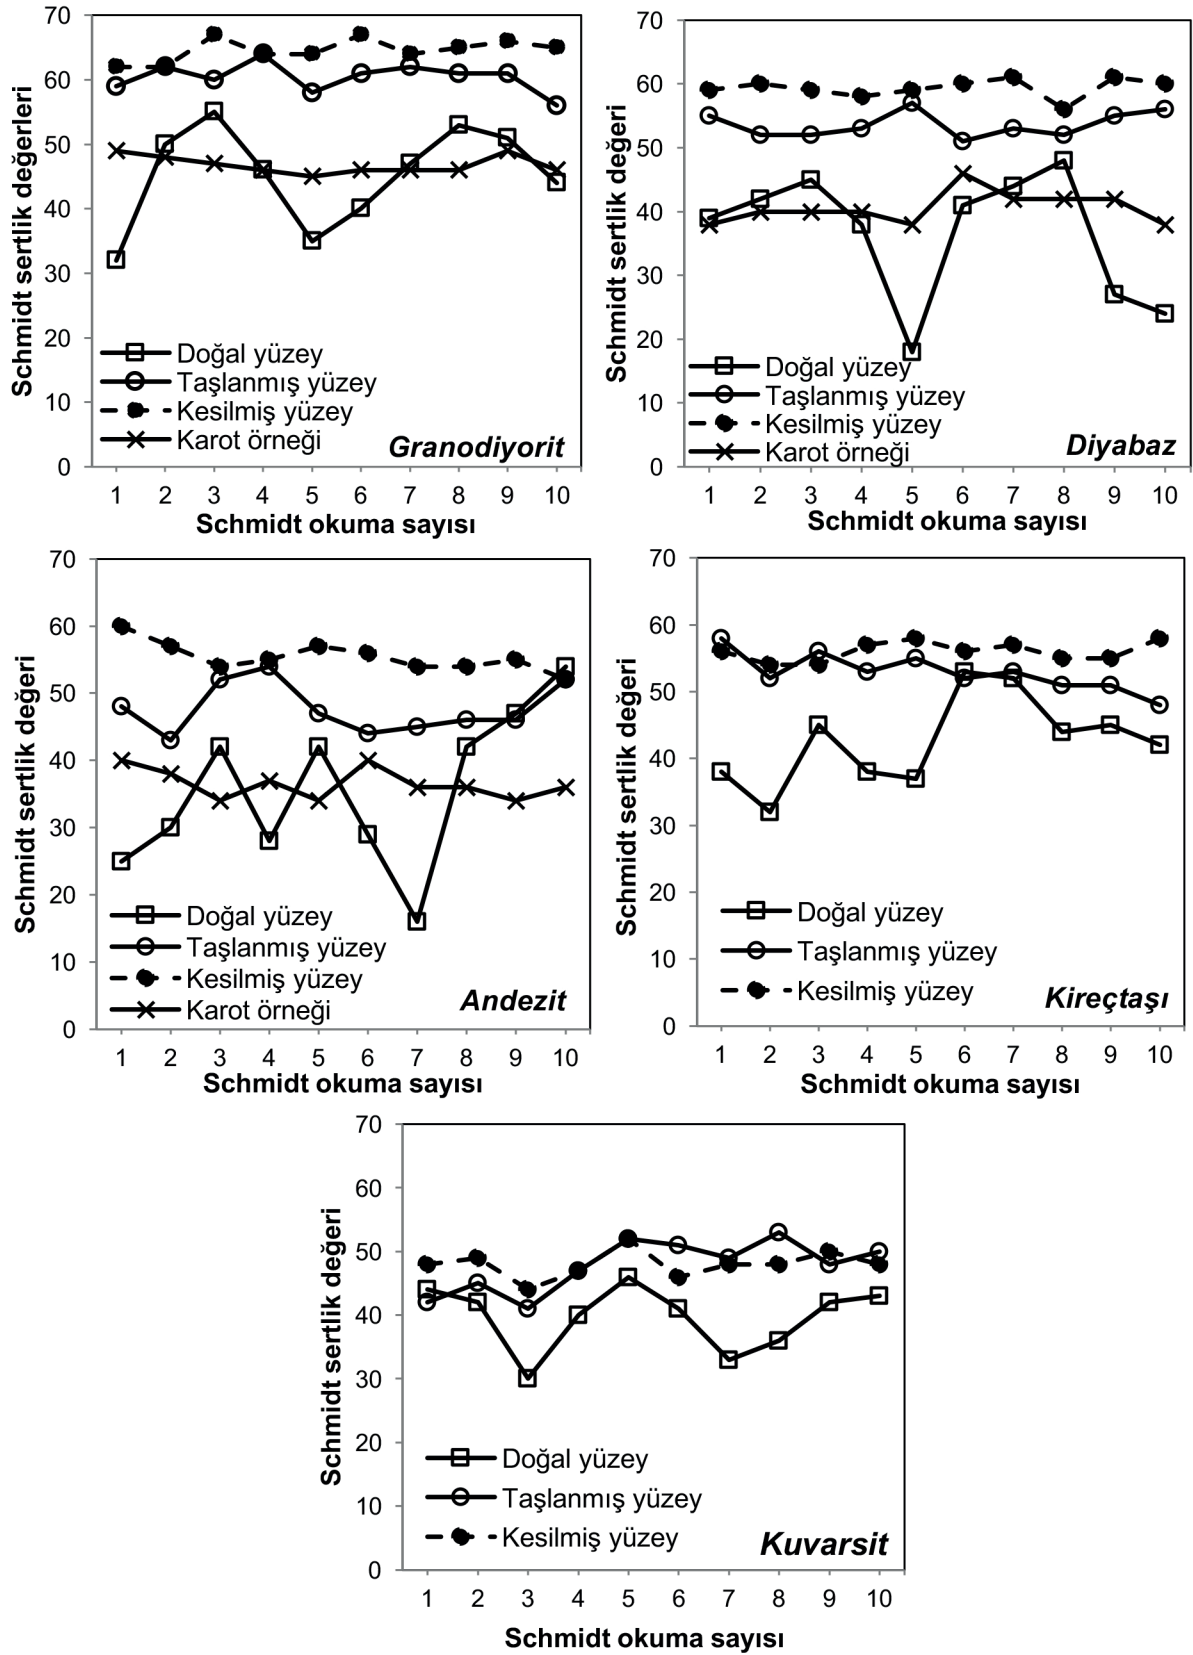 Schmidt sertlik değerleri
70
60
50
40
30
20
10
0
Doğal yüzey
Taşlanmış yüzey
Kesilmiş yüzey
Karot örneği
Granodiyorit
1 2 3 4 5 6 7 8 9 10
Schmidt okuma sayısı
Schmidt sertlik değeri
70
60
50
40
30
20
10
0
Doğal yüzey
Taşlanmış yüzey
Kesilmiş yüzey
Karot örneği
Diyabaz
1 2 3 4 5 6 7 8 9 10
Schmidt okuma sayısı
Schmidt sertlik değeri
70
60
50
40
30
20
10
0
Doğal yüzey
Taşlanmış yüzey
Kesilmiş yüzey
Karot örneği
Andezit
1 2 3 4 5 6 7 8 9 10
Schmidt okuma sayısı
Schmidt sertlik değeri
70
60
50
40
30
20
10
0
Doğal yüzey
Taşlanmış yüzey
Kesilmiş yüzey
Kireçtaşı
1 2 3 4 5 6 7 8 9 10
Schmidt okuma sayısı
Schmidt sertlik değeri
70
60
50
40
30
20
10
0
Doğal yüzey
Taşlanmış yüzey
Kesilmiş yüzey
Kuvarsit
1 2 3 4 5 6 7 8 9 10
Schmidt okuma sayısı